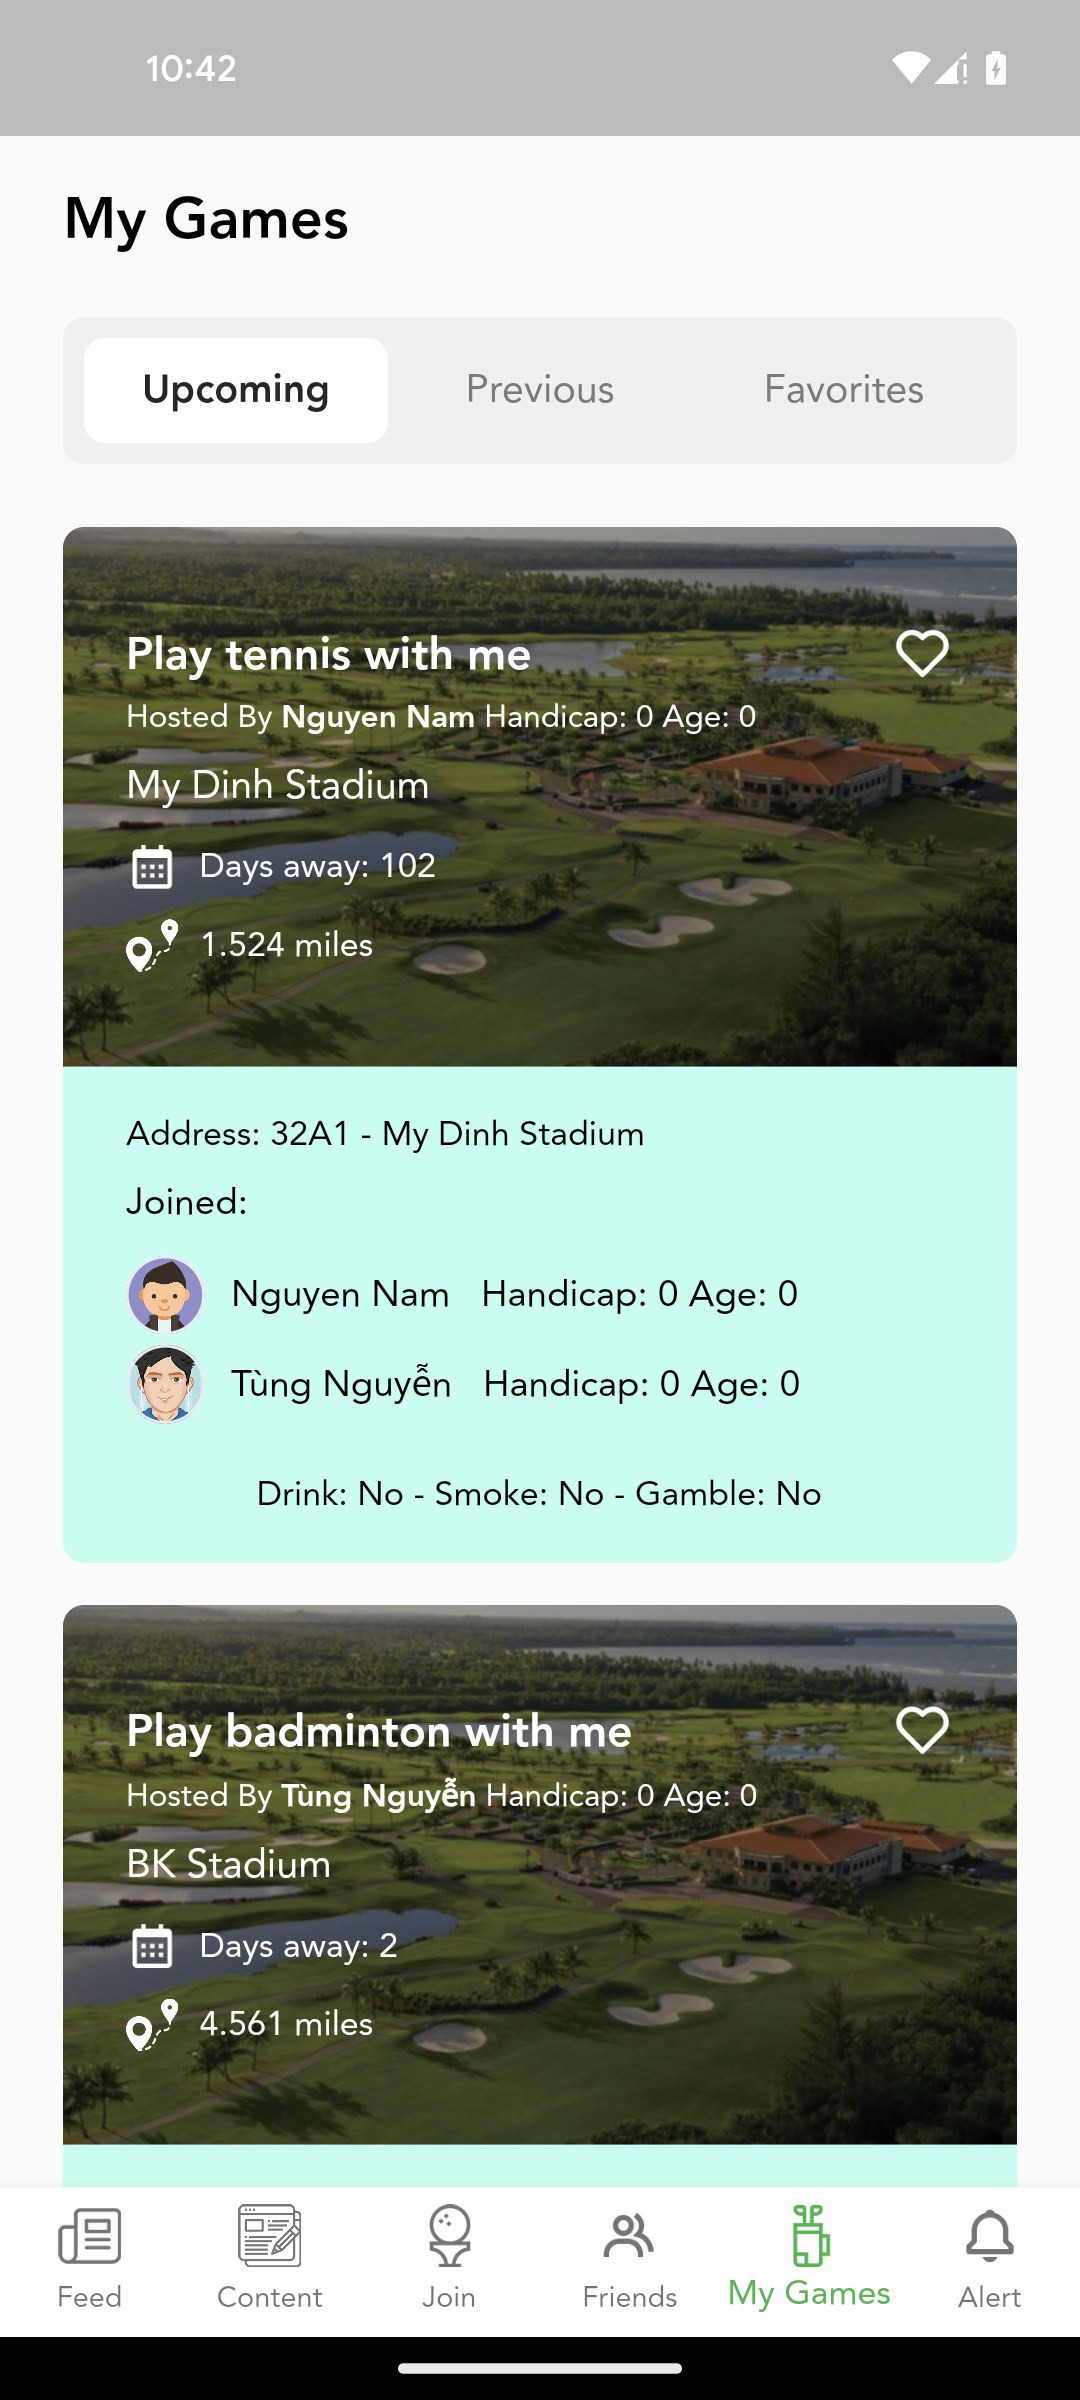 10:42
My Games
Upcoming Previous Favorites
Play tennis with me
Hosted By Nguyen Nam Handicap: 0 Age: 0
My Dinh Stadium
Days away: 102
1.524 miles
Address: 32A1 - My Dinh Stadium
Joined:
Nguyen Nam Handicap: 0 Age: 0
Tùng Nguyễn Handicap: 0 Age: 0
Drink: No - Smoke: No - Gamble: No
Play badminton with me
Hosted By Tùng Nguyễn Handicap: 0 Age: 0
BK Stadium
Days away: 2
4.561 miles
Feed Content Join Friends My Games Alert